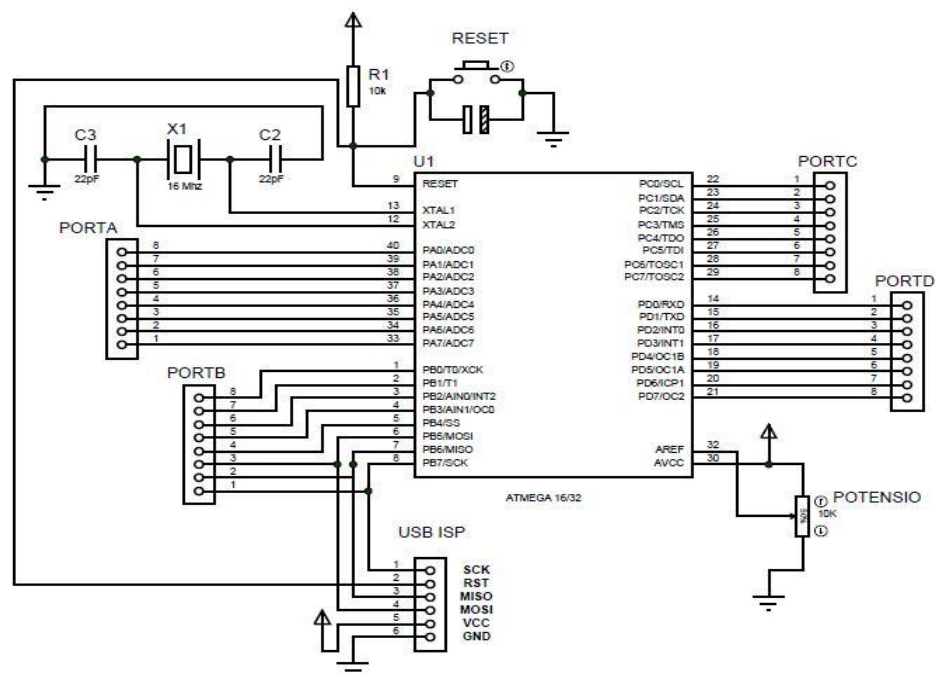 RESET
R1
10k
C3
22pF
X1
16 Mhz
C2
22pF
U1
9 RESET
13 XTAL1
12 XTAL2
PORTA
8 40 PA0/ADC0
7 39 PA1/ADC1
6 38 PA2/ADC2
5 37 PA3/ADC3
4 36 PA4/ADC4
3 35 PA5/ADC5
2 34 PA6/ADC6
1 33 PA7/ADC7
PORTB
8 1 PB0/T0/XCK
7 2 PB1/T1
6 3 PB2/AIN0/INT2
5 4 PB3/AIN1/OC0
4 5 PB4/SS
3 6 PB5/MOSI
2 7 PB6/MISO
1 8 PB7/SCK
PORTC
PC0/SCL 22 1
PC1/SDA 23 2
PC2/TCK 24 3
PC3/TMS 25 4
PC4/TDO 26 5
PC5/TDI 27 6
PC6/TOSC1 28 7
PC7/TOSC2 29 8
PORTD
PD0/RXD 14 1
PD1/TXD 15 2
PD2/INT0 16 3
PD3/INT1 17 4
PD4/OC1B 18 5
PD5/OC1A 19 6
PD6/ICP1 20 7
PD7/OC2 21 8
AREF 32
AVCC 30
ATMEGA 16/32
POTENSIO
10K
50%
USB ISP
1 SCK
2 RST
3 MISO
4 MOSI
5 VCC
6 GND